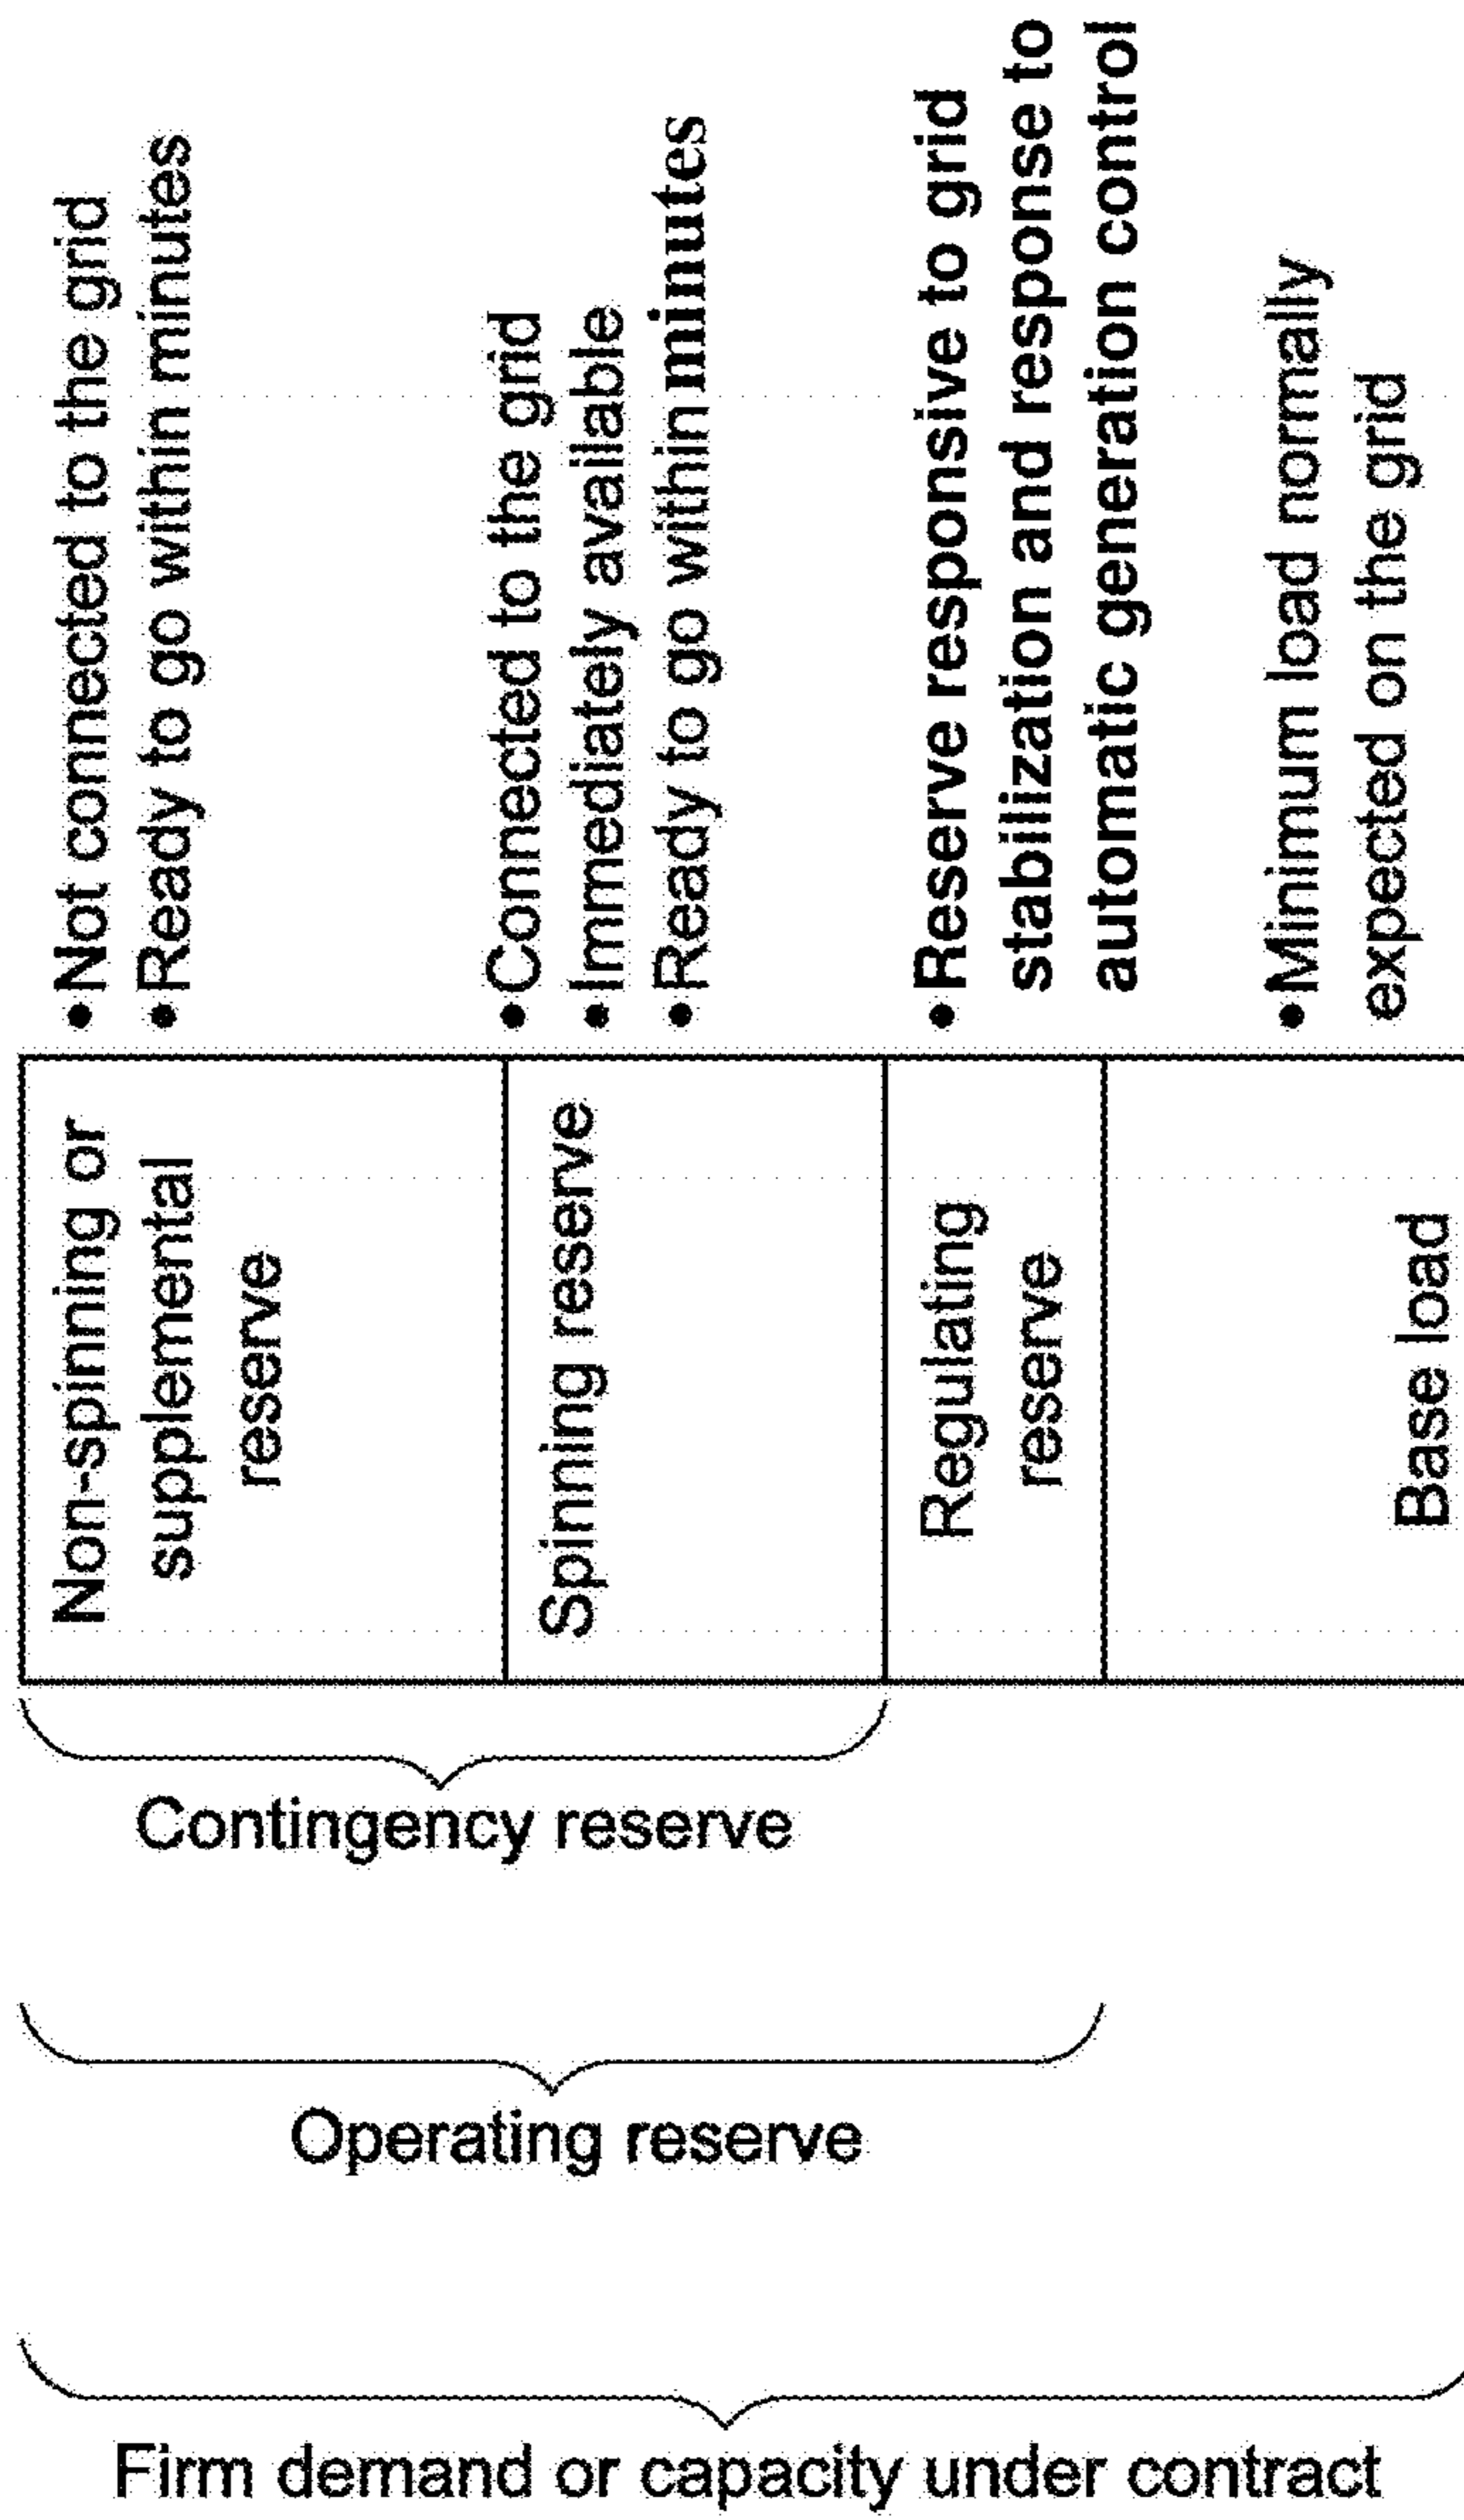 Non-spinning or
supplemental
reserve
•Not connected to the grid
•Ready to go within minutes
Spinning reserve
•Connected to the grid
•Immediately available
•Ready to go within minutes
Regulating
reserve
•Reserve responsive to grid
stabilization and response to
automatic generation control
Base load
•Minimum load normally
expected on the grid
Contingency reserve
Operating reserve
Firm demand or capacity under contract